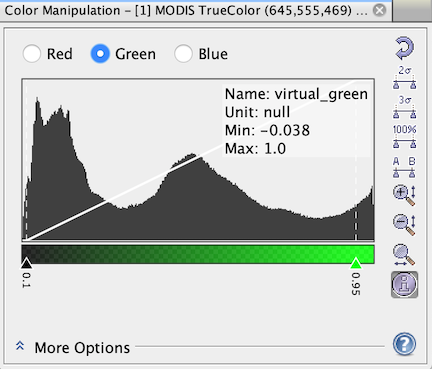 Color Manipulation – [1] MODIS TrueColor (645,555,469) ...
Red
Green
Blue
Name: virtual_green
Unit: null
Min: -0.038
Max: 1.0
2σ
3σ
100%
A B
0.1
0.95
More Options